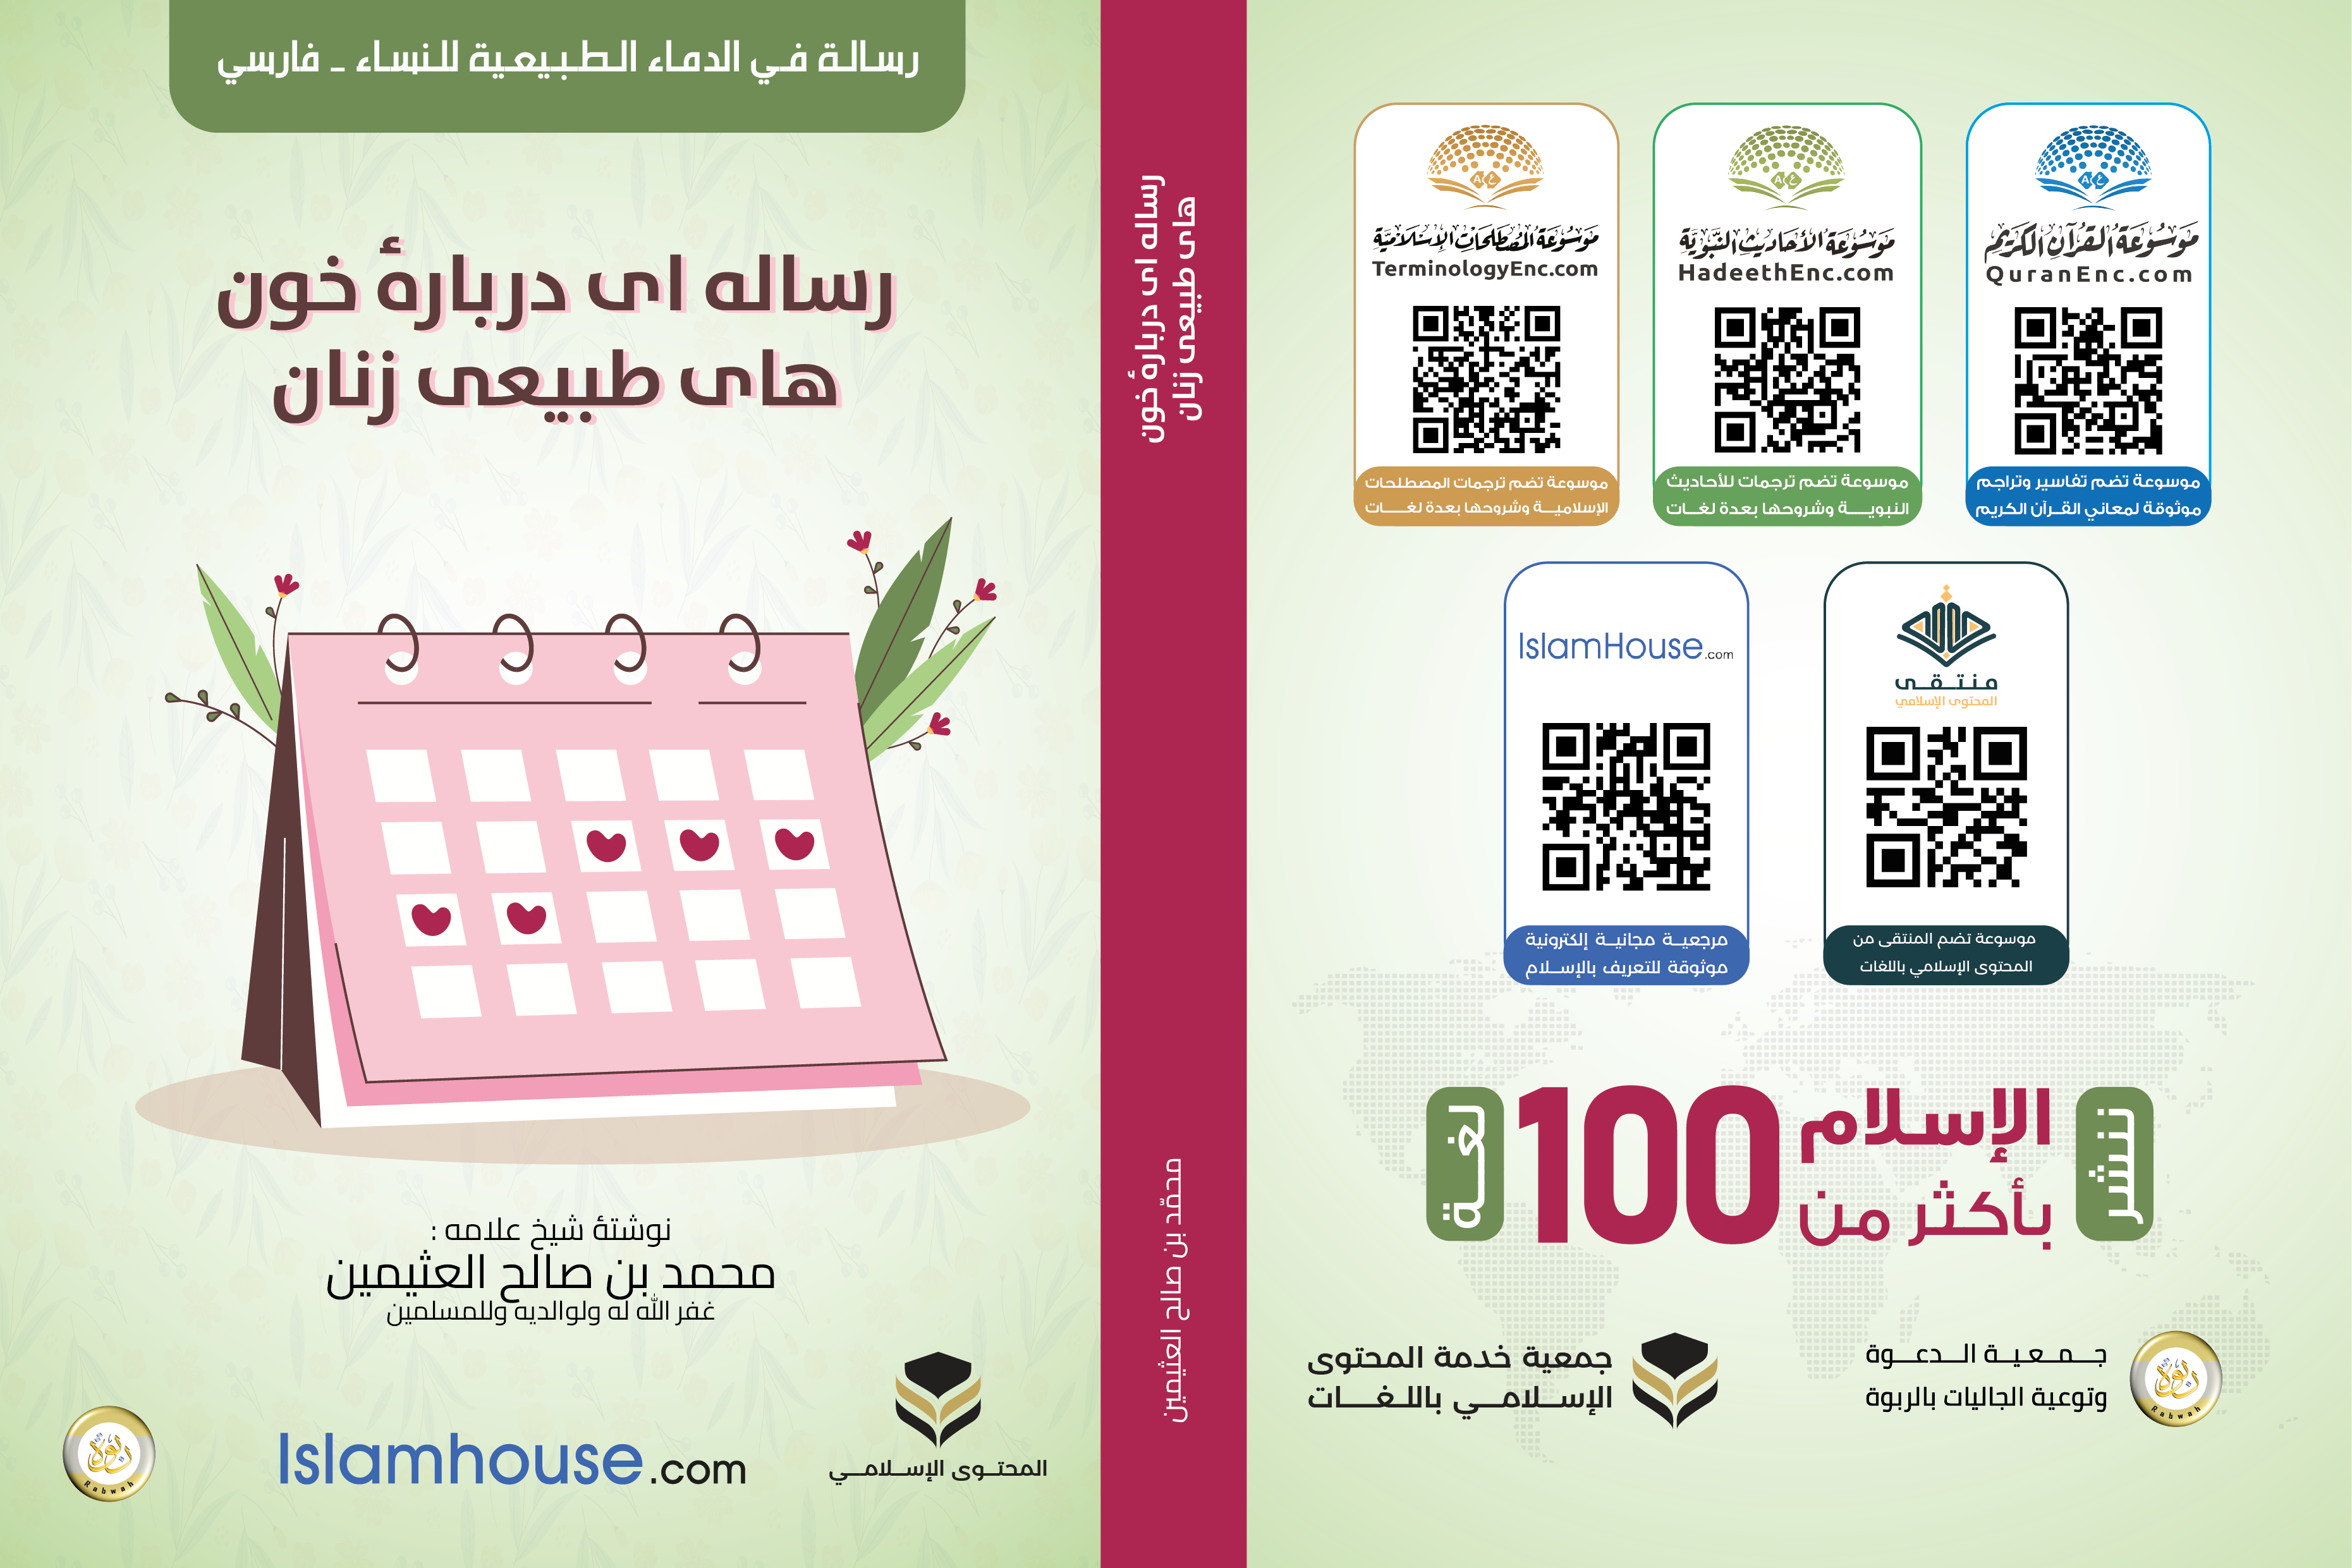 رسالة في الدماء الطبيعية للنساء - فارسي
رساله ای دربارهٔ خون
های طبیعی زنان
نوشتهٔ شیخ علامه :
محمد بن صالح العثيمين
غفر الله له ولوالديه وللمسلمين
Rabwah
Islamhouse.com
المحتوى الإسلامي
رساله ای دربارهٔ خون
های طبیعی زنان
محمّد بن صالح العثيمين
موسوعة القرآن الكريم
QuranEnc.com
موسوعة تضم تفاسير وتراجم
موثوقة لمعاني القرآن الكريم
موسوعة الأحاديث النبوية
HadeethEnc.com
موسوعة تضم ترجمات للأحاديث
النبوية وشروحها بعدة لغات
موسوعة المصطلحات الإسلامية
TerminologyEnc.com
موسوعة تضم ترجمات المصطلحات
الإسلامية وشروحها بعدة لغات
منتقى
المحتوى الإسلامي
موسوعة تضم المنتقى من
المحتوى الإسلامي باللغات
IslamHouse.com
مرجعية مجانية إلكترونية
موثوقة للتعريف بالإسلام
ننشر
الإسلام
بأكثر من
100
لغة
جمعية الدعوة
وتوعية الجاليات بالربوة
Rabwah
جمعية خدمة المحتوى
الإسلامي باللغات